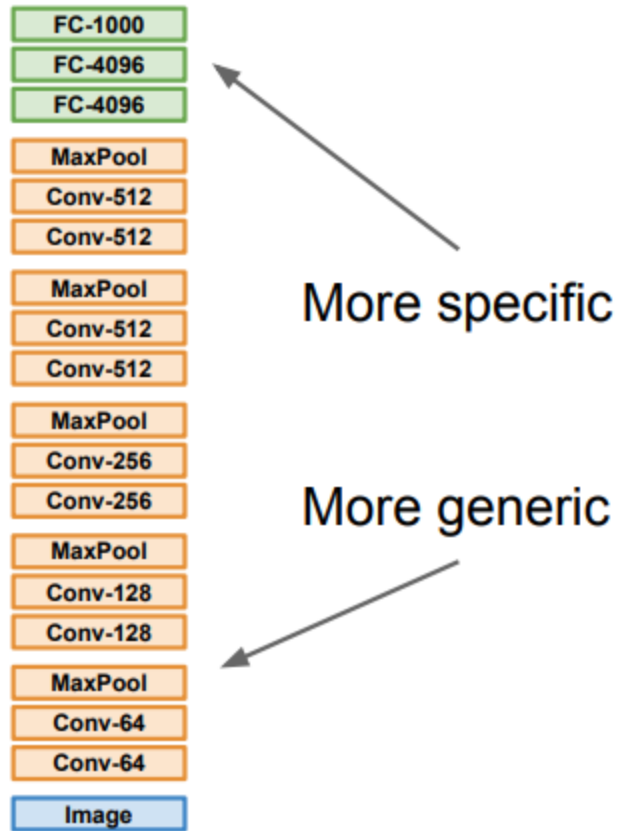 FC-1000
FC-4096
FC-4096
MaxPool
Conv-512
Conv-512
MaxPool
Conv-512
Conv-512
MaxPool
Conv-256
Conv-256
MaxPool
Conv-128
Conv-128
MaxPool
Conv-64
Conv-64
Image
More specific
More generic